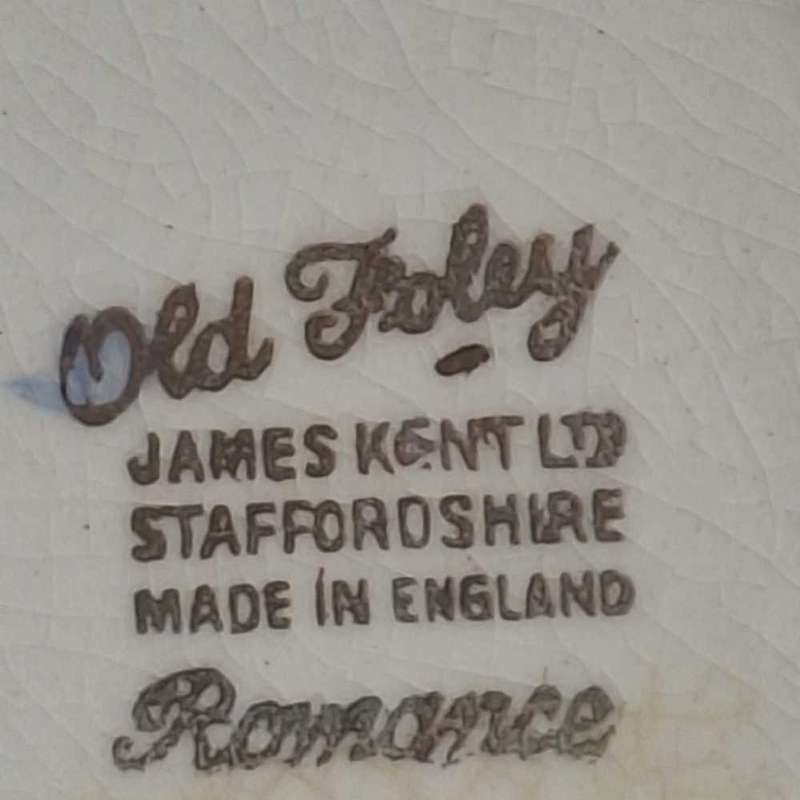 Old Foley
JAMES KENT LTD
STAFFORDSHIRE
MADE IN ENGLAND
Romance